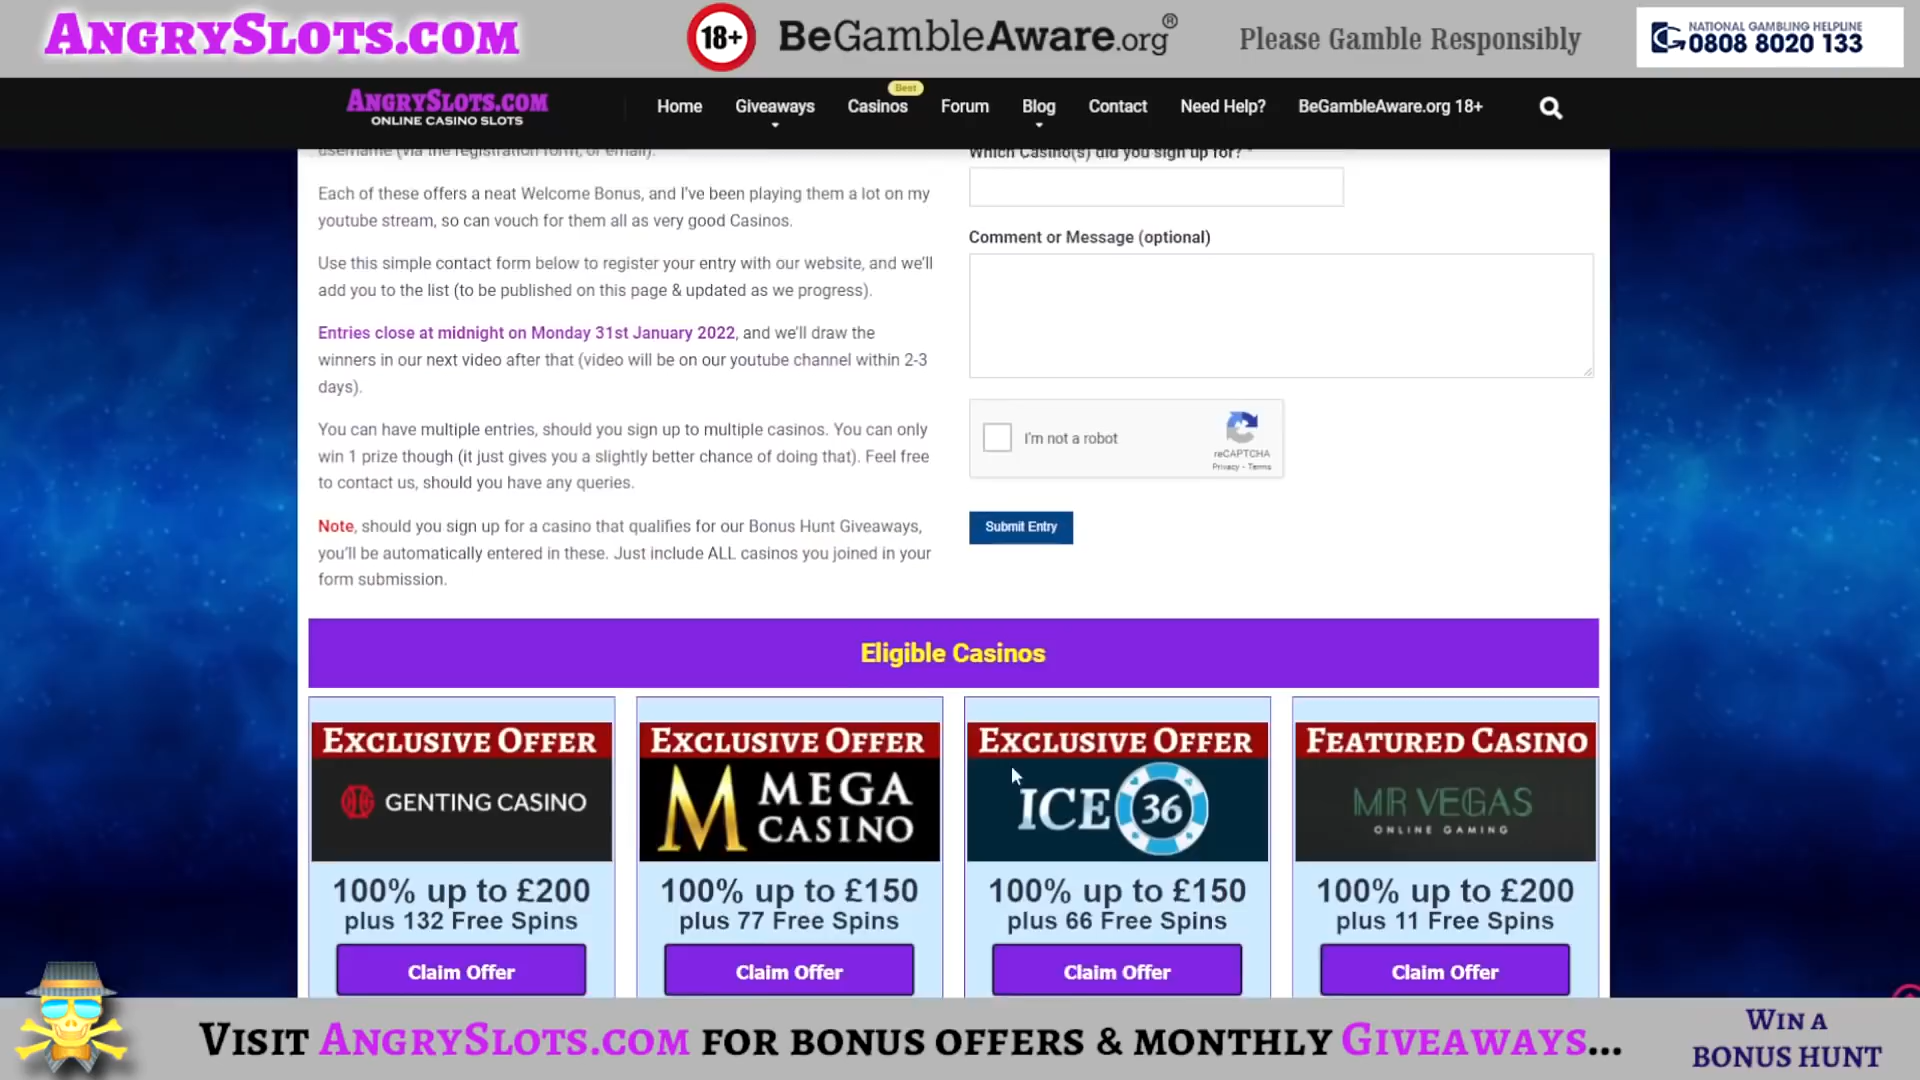 AngrySlots.com
18+
BeGambleAware.org®
Please Gamble Responsibly
NATIONAL GAMBLING HELPLINE
0808 8020 133
AngrySlots.com
ONLINE CASINO SLOTS
Home
Giveaways
Casinos
Best
Forum
Blog
Contact
Need Help?
BeGambleAware.org 18+
username (via the registration form, or email).
Each of these offers a neat Welcome Bonus, and I've been playing them a lot on my
youtube stream, so can vouch for them all as very good Casinos.
Use this simple contact form below to register your entry with our website, and we'll
add you to the list (to be published on this page & updated as we progress).
Entries close at midnight on Monday 31st January 2022, and we'll draw the
winners in our next video after that (video will be on our youtube channel within 2-3
days).
You can have multiple entries, should you sign up to multiple casinos. You can only
win 1 prize though (it just gives you a slightly better chance of doing that). Feel free
to contact us, should you have any queries.
Note, should you sign up for a casino that qualifies for our Bonus Hunt Giveaways,
you'll be automatically entered in these. Just include ALL casinos you joined in your
form submission.
Which Casino(s) did you sign up for? *
Comment or Message (optional)
I'm not a robot
reCAPTCHA
Privacy - Terms
Submit Entry
Eligible Casinos
Exclusive Offer
GENTING CASINO
100% up to £200
plus 132 Free Spins
Claim Offer
Exclusive Offer
M MEGA
CASINO
100% up to £150
plus 77 Free Spins
Claim Offer
Exclusive Offer
ICE 36
100% up to £150
plus 66 Free Spins
Claim Offer
Featured Casino
MR VEGAS
ONLINE GAMING
100% up to £200
plus 11 Free Spins
Claim Offer
Visit AngrySlots.com for bonus offers & monthly Giveaways...
Win a
Bonus Hunt